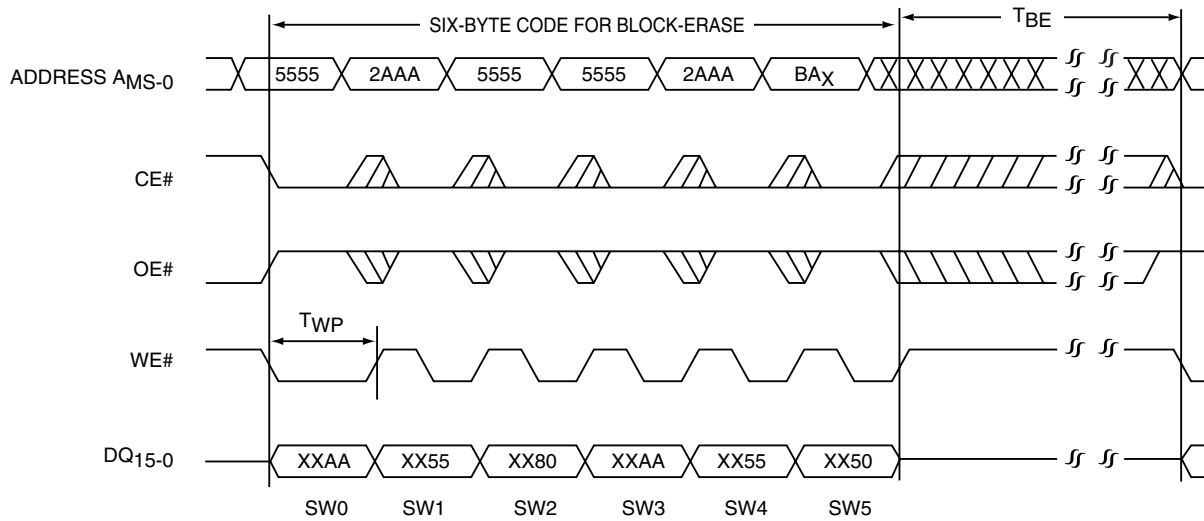 SIX-BYTE CODE FOR BLOCK-ERASE
TBE
ADDRESS AMS-0
5555 2AAA 5555 5555 2AAA BAX
CE#
OE#
TWP
WE#
DQ15-0
XXAA XX55 XX80 XXAA XX55 XX50
SW0 SW1 SW2 SW3 SW4 SW5